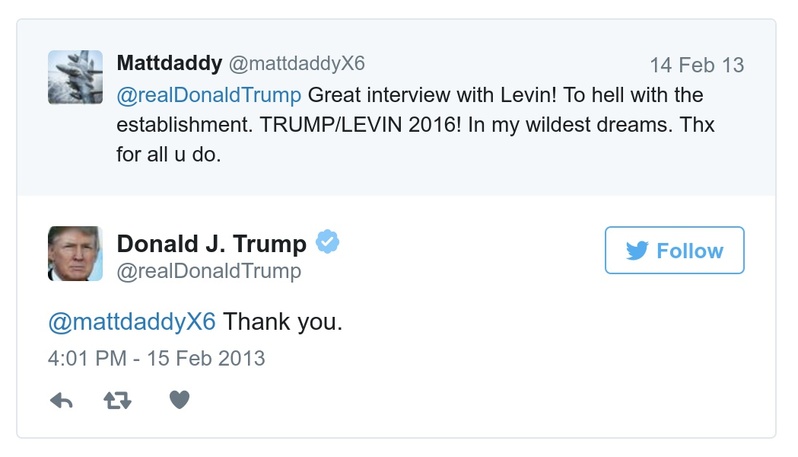 Mattdaddy @mattdaddyX6 14 Feb 13
@realDonaldTrump Great interview with Levin! To hell with the
establishment. TRUMP/LEVIN 2016! In my wildest dreams. Thx
for all u do.
Donald J. Trump
Follow
@realDonaldTrump
@mattdaddyX6 Thank you.
4:01 PM - 15 Feb 2013